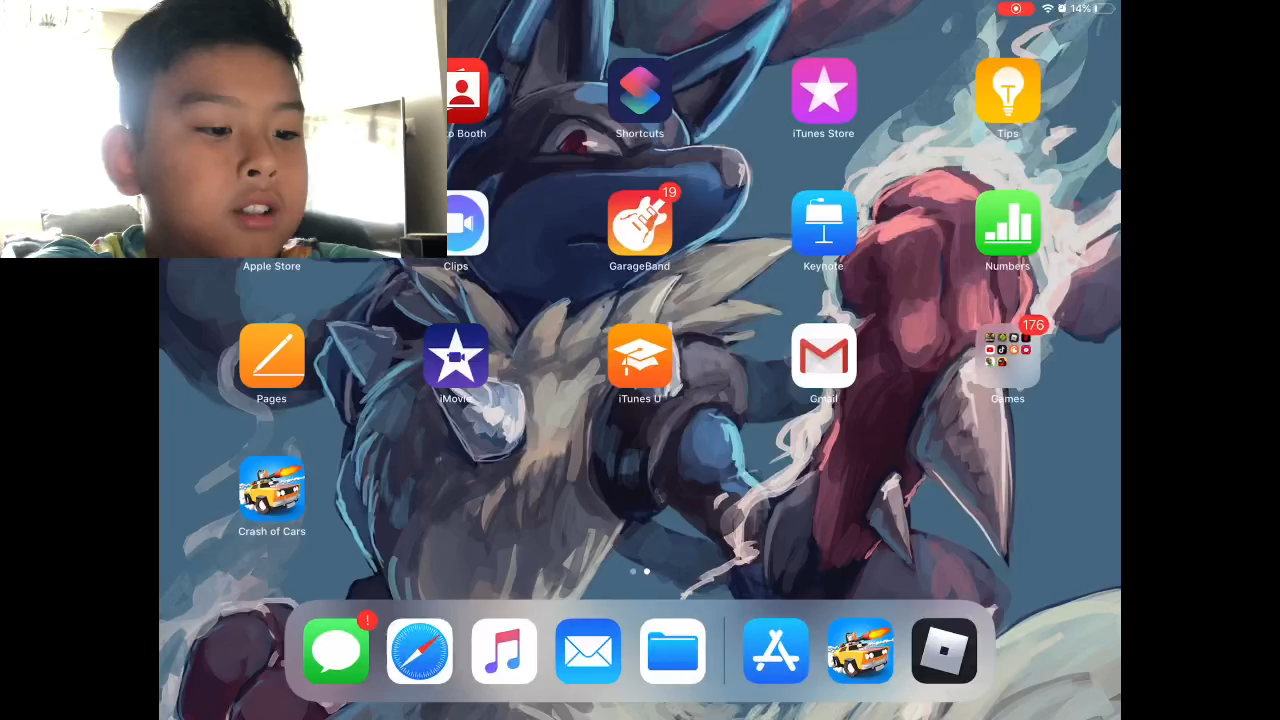 14%
o Booth
Shortcuts
iTunes Store
Tips
19
Apple Store
Clips
GarageBand
Keynote
Numbers
176
Pages
iMovie
iTunes U
Gmail
Games
Crash of Cars
!